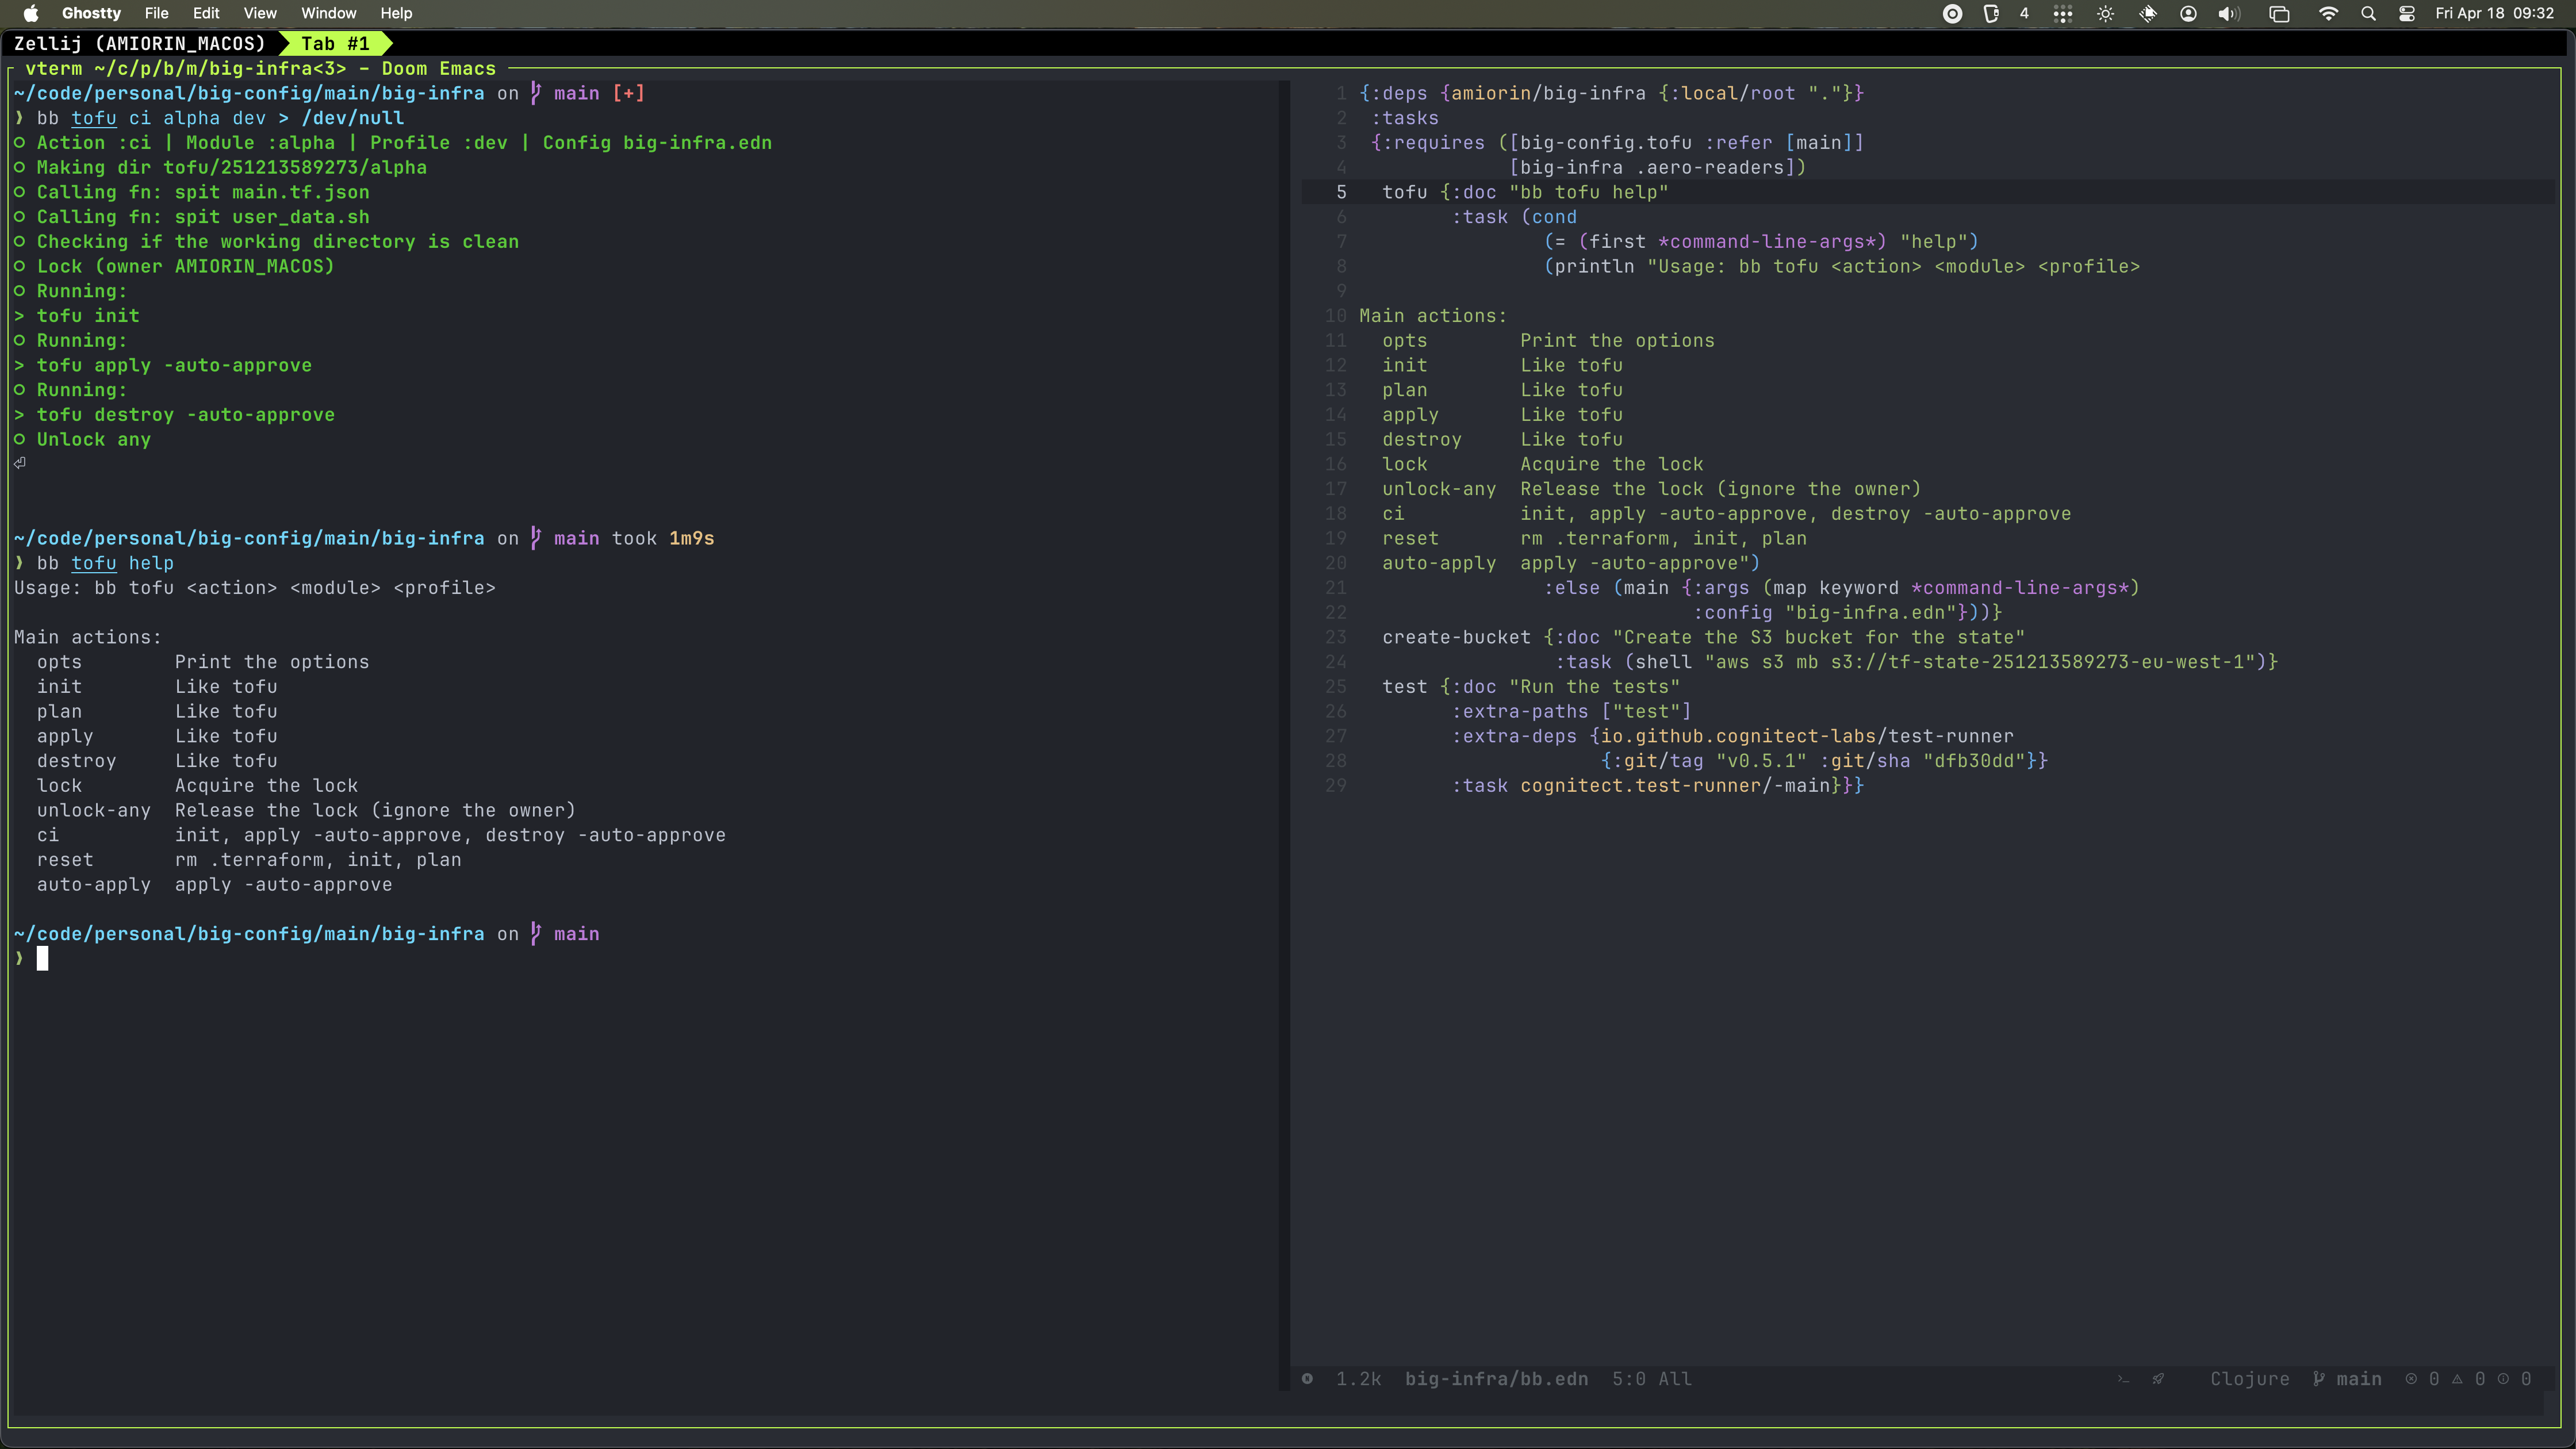 Ghostty File Edit View Window Help
4 Fri Apr 18 09:32
Zellij (AMIORIN_MACOS) Tab #1
vterm ~/c/p/b/m/big-infra<3> - Doom Emacs
~/code/personal/big-config/main/big-infra on main [+]
❯ bb tofu ci alpha dev > /dev/null
Action :ci | Module :alpha | Profile :dev | Config big-infra.edn
Making dir tofu/251213589273/alpha
Calling fn: spit main.tf.json
Calling fn: spit user_data.sh
Checking if the working directory is clean
Lock (owner AMIORIN_MACOS)
Running:
> tofu init
Running:
> tofu apply -auto-approve
Running:
> tofu destroy -auto-approve
Unlock any
⏎
~/code/personal/big-config/main/big-infra on main took 1m9s
❯ bb tofu help
Usage: bb tofu <action> <module> <profile>
Main actions:
opts Print the options
init Like tofu
plan Like tofu
apply Like tofu
destroy Like tofu
lock Acquire the lock
unlock-any Release the lock (ignore the owner)
ci init, apply -auto-approve, destroy -auto-approve
reset rm .terraform, init, plan
auto-apply apply -auto-approve
~/code/personal/big-config/main/big-infra on main
❯
1 {:deps {amiorin/big-infra {:local/root "."}}
2 :tasks
3 {:requires ([big-config.tofu :refer [main]]
4 [big-infra .aero-readers])
5 tofu {:doc "bb tofu help"
6 :task (cond
7 (= (first *command-line-args*) "help")
8 (println "Usage: bb tofu <action> <module> <profile>
9
10 Main actions:
11 opts Print the options
12 init Like tofu
13 plan Like tofu
14 apply Like tofu
15 destroy Like tofu
16 lock Acquire the lock
17 unlock-any Release the lock (ignore the owner)
18 ci init, apply -auto-approve, destroy -auto-approve
19 reset rm .terraform, init, plan
20 auto-apply apply -auto-approve")
21 :else (main {:args (map keyword *command-line-args*)
22 :config "big-infra.edn"}))}
23 create-bucket {:doc "Create the S3 bucket for the state"
24 :task (shell "aws s3 mb s3://tf-state-251213589273-eu-west-1")}
25 test {:doc "Run the tests"
26 :extra-paths ["test"]
27 :extra-deps {io.github.cognitect-labs/test-runner
28 {:git/tag "v0.5.1" :git/sha "dfb30dd"}}
29 :task cognitect.test-runner/-main}}}
1.2k big-infra/bb.edn 5:0 All Clojure main 0 0 0